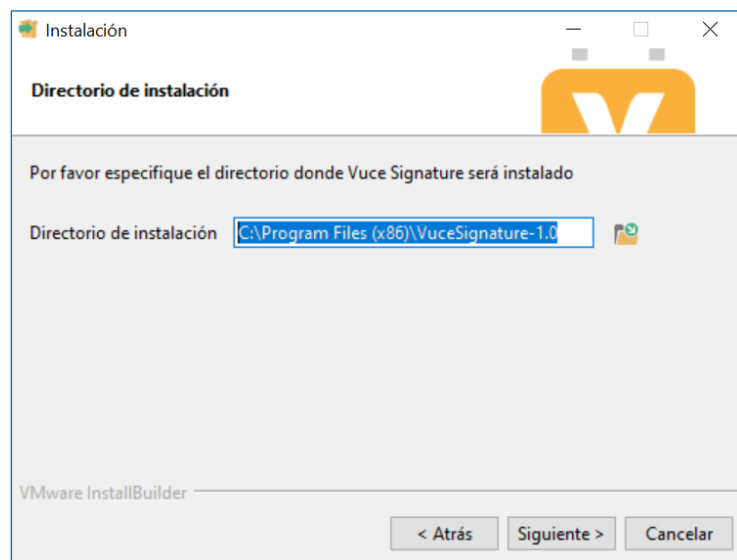 Instalación
Directorio de instalación
Por favor especifique el directorio donde Vuce Signature será instalado
Directorio de instalación C:\Program Files (x86)\VuceSignature-1.0
VMware InstallBuilder
< Atrás Siguiente > Cancelar